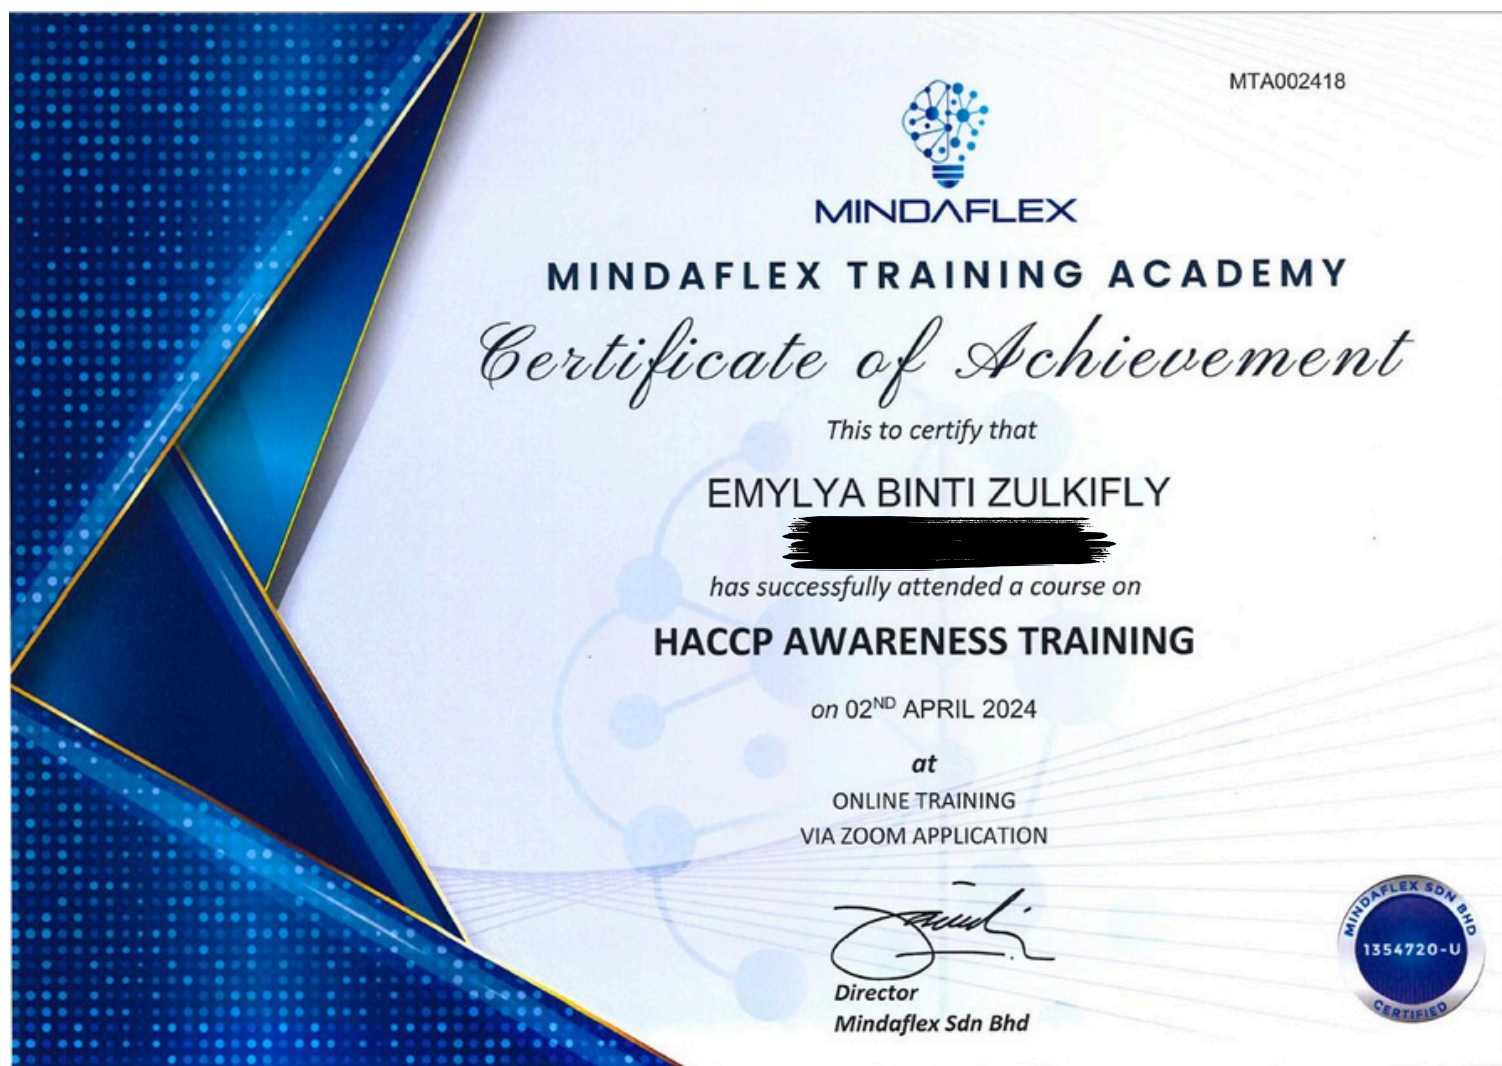 MTA002418
MINDAFLEX
MINDAFLEX TRAINING ACADEMY
Certificate of Achievement
This to certify that
EMYLYA BINTI ZULKIFLY
has successfully attended a course on
HACCP AWARENESS TRAINING
on 02ND APRIL 2024
at
ONLINE TRAINING
VIA ZOOM APPLICATION
Director
Mindaflex Sdn Bhd
MINDAFLEX SDN BHD
1354720-U
CERTIFIED